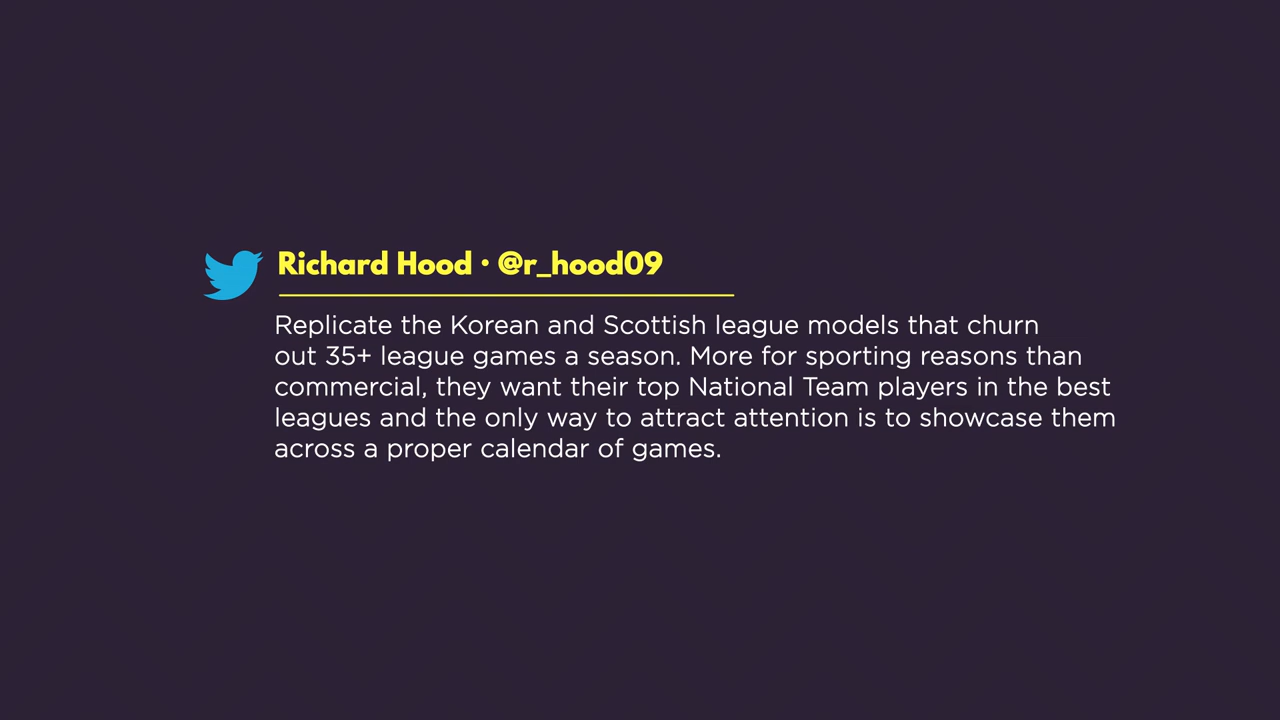 Richard Hood • @r_hood09
Replicate the Korean and Scottish league models that churn
out 35+ league games a season. More for sporting reasons than
commercial, they want their top National Team players in the best
leagues and the only way to attract attention is to showcase them
across a proper calendar of games.